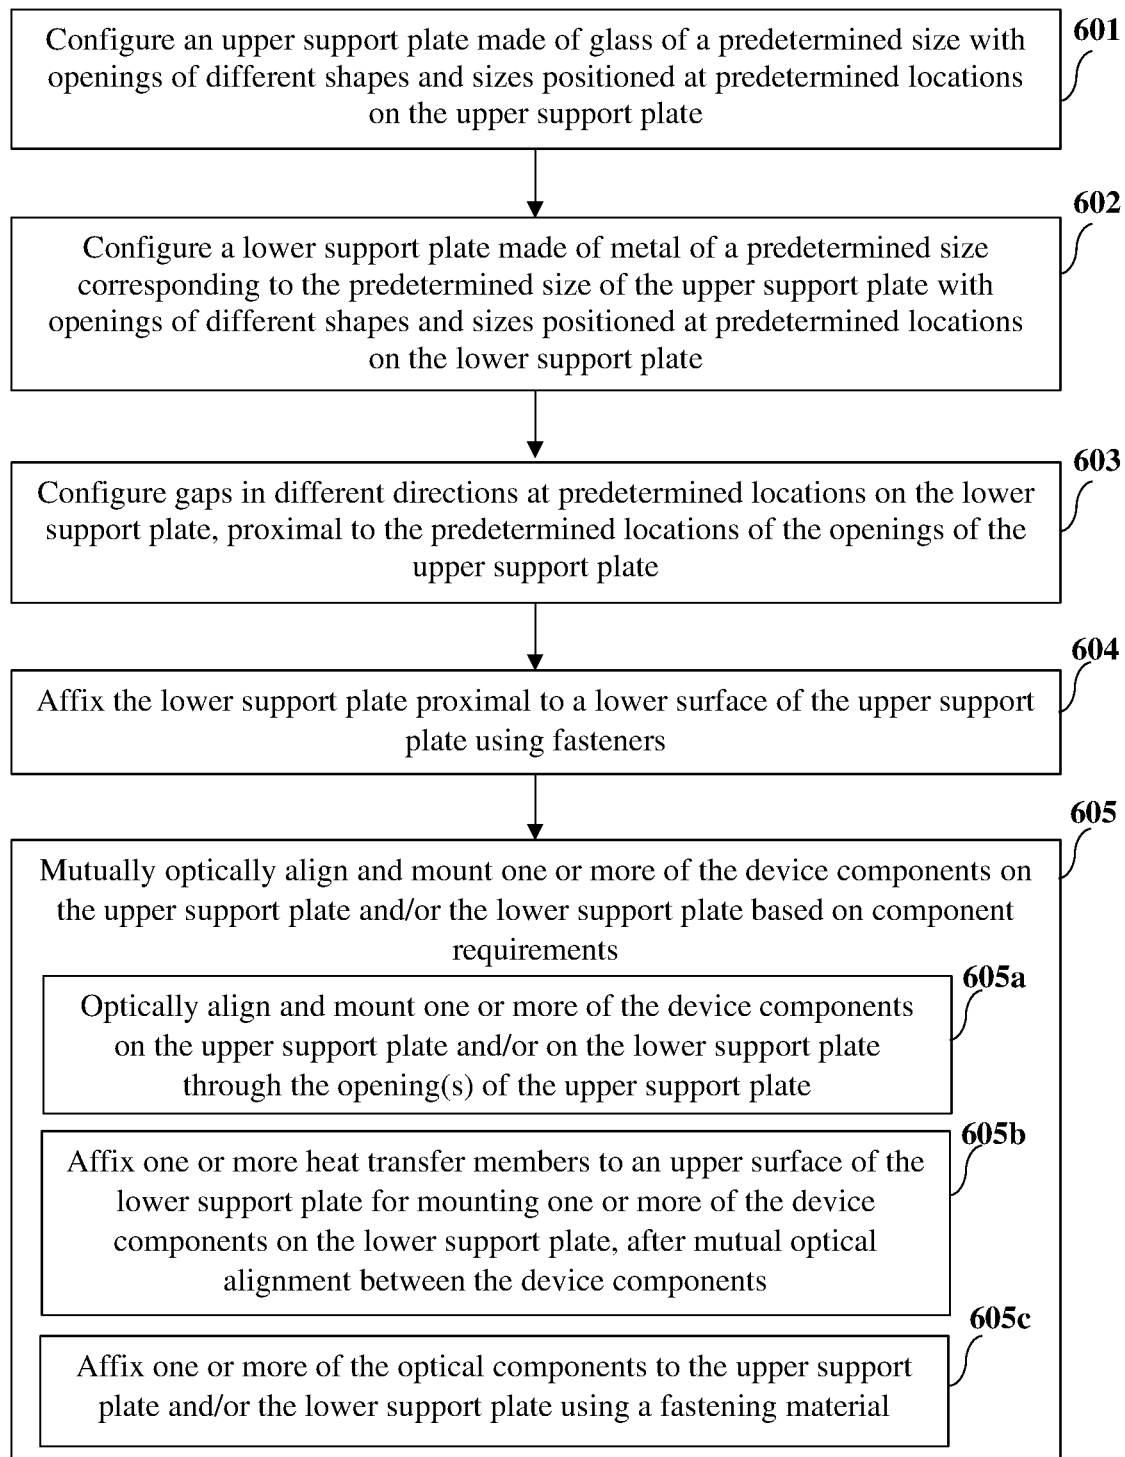 601
Configure an upper support plate made of glass of a predetermined size with
openings of different shapes and sizes positioned at predetermined locations
on the upper support plate
602
Configure a lower support plate made of metal of a predetermined size
corresponding to the predetermined size of the upper support plate with
openings of different shapes and sizes positioned at predetermined locations
on the lower support plate
603
Configure gaps in different directions at predetermined locations on the lower
support plate, proximal to the predetermined locations of the openings of the
upper support plate
604
Affix the lower support plate proximal to a lower surface of the upper support
plate using fasteners
605
Mutually optically align and mount one or more of the device components on
the upper support plate and/or the lower support plate based on component
requirements
605a
Optically align and mount one or more of the device components
on the upper support plate and/or on the lower support plate
through the opening(s) of the upper support plate
605b
Affix one or more heat transfer members to an upper surface of the
lower support plate for mounting one or more of the device
components on the lower support plate, after mutual optical
alignment between the device components
605c
Affix one or more of the optical components to the upper support
plate and/or the lower support plate using a fastening material